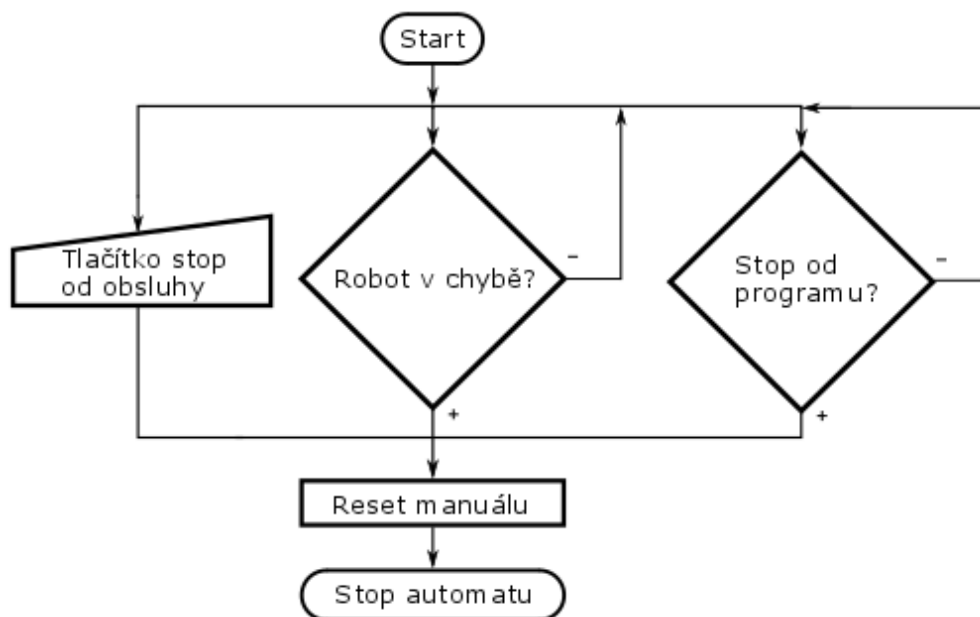 Start
Tlačítko stop
od obsluhy
Robot v chybě?
-
+
Stop od
programu?
-
+
Reset manuálu
Stop automatu